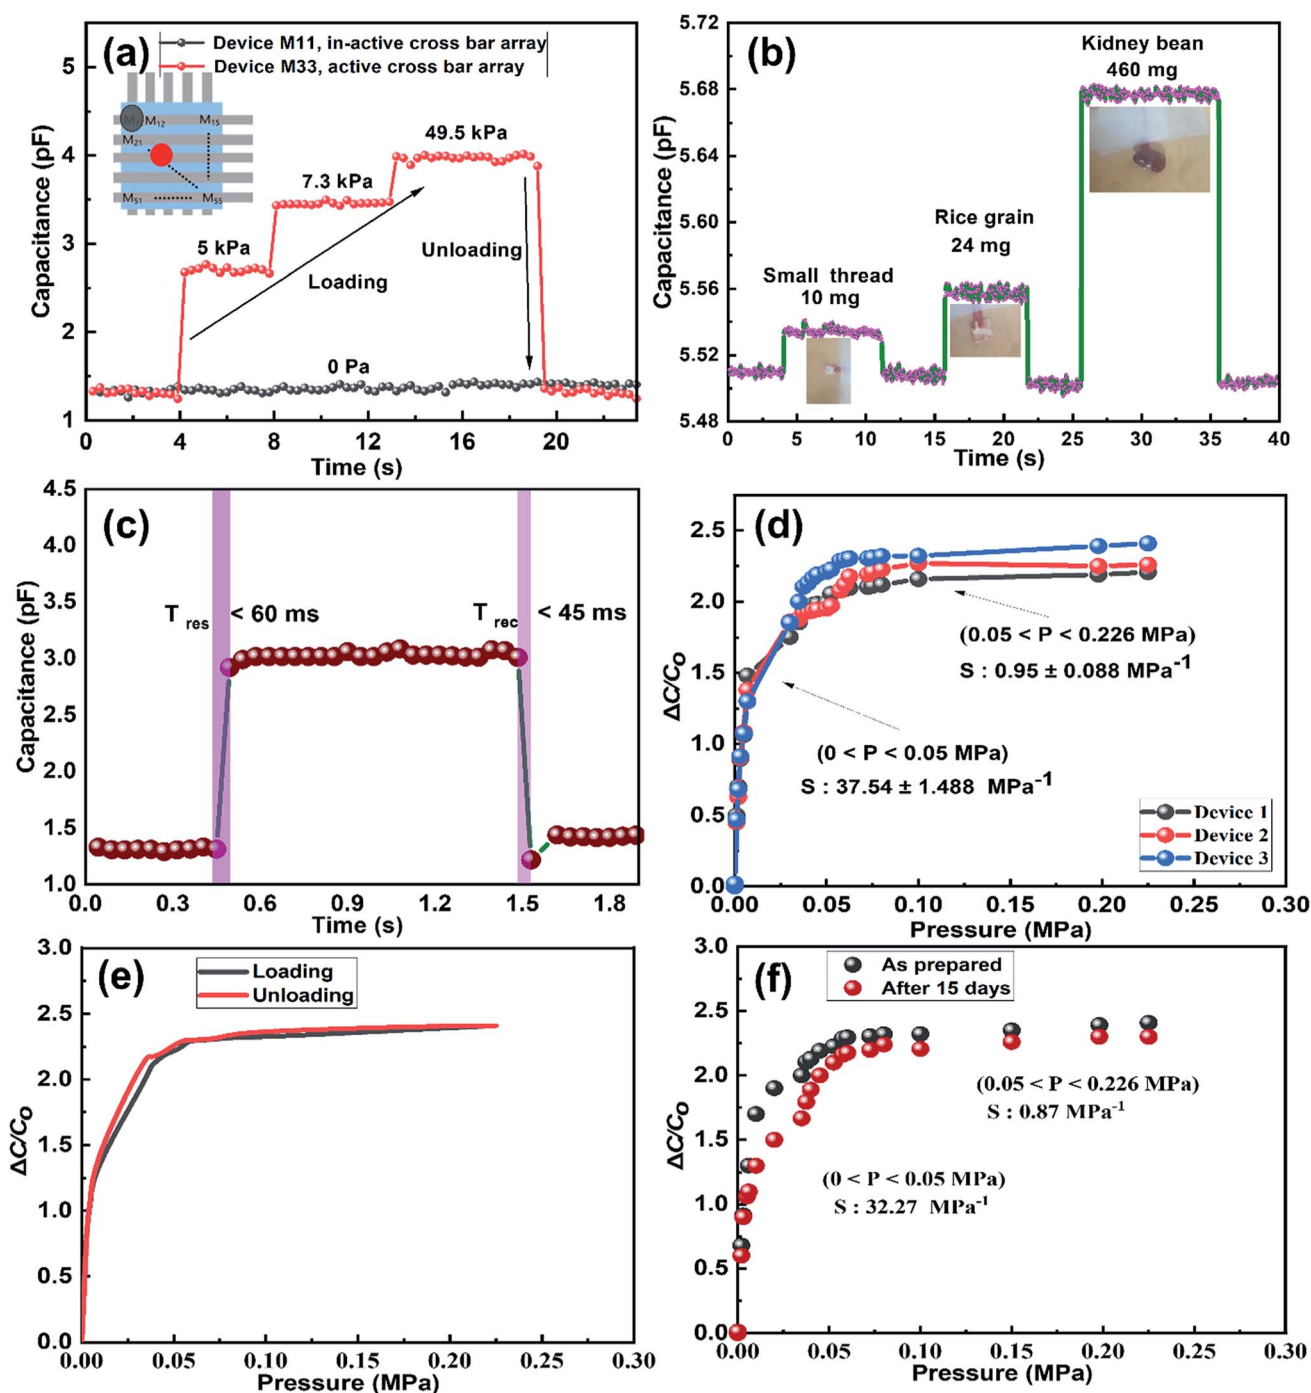 (a)
Device M11, in-active cross bar array
Device M33, active cross bar array
M12
M15
M21
M51
M55
5 kPa
7.3 kPa
49.5 kPa
Loading
Unloading
0 Pa
Capacitance (pF)
5
4
3
2
1
0
4
8
12
16
20
Time (s)
(b)
Kidney bean
460 mg
Rice grain
24 mg
Small thread
10 mg
Capacitance (pF)
5.72
5.68
5.64
5.60
5.56
5.52
5.48
0
5
10
15
20
25
30
35
40
Time (s)
(c)
T res < 60 ms
T rec < 45 ms
Capacitance (pF)
4.5
4.0
3.5
3.0
2.5
2.0
1.5
1.0
0.0
0.3
0.6
0.9
1.2
1.5
1.8
Time (s)
(d)
(0.05 < P < 0.226 MPa)
S : 0.95 ± 0.088 MPa-1
(0 < P < 0.05 MPa)
S : 37.54 ± 1.488 MPa-1
Device 1
Device 2
Device 3
ΔC/Co
2.5
2.0
1.5
1.0
0.5
0.0
0.00
0.05
0.10
0.15
0.20
0.25
0.30
Pressure (MPa)
(e)
Loading
Unloading
ΔC/Co
3.0
2.5
2.0
1.5
1.0
0.5
0.0
0.00
0.05
0.10
0.15
0.20
0.25
0.30
Pressure (MPa)
(f)
As prepared
After 15 days
(0.05 < P < 0.226 MPa)
S : 0.87 MPa-1
(0 < P < 0.05 MPa)
S : 32.27 MPa-1
ΔC/Co
3.0
2.5
2.0
1.5
1.0
0.5
0.0
0.00
0.05
0.10
0.15
0.20
0.25
0.30
Pressure (MPa)